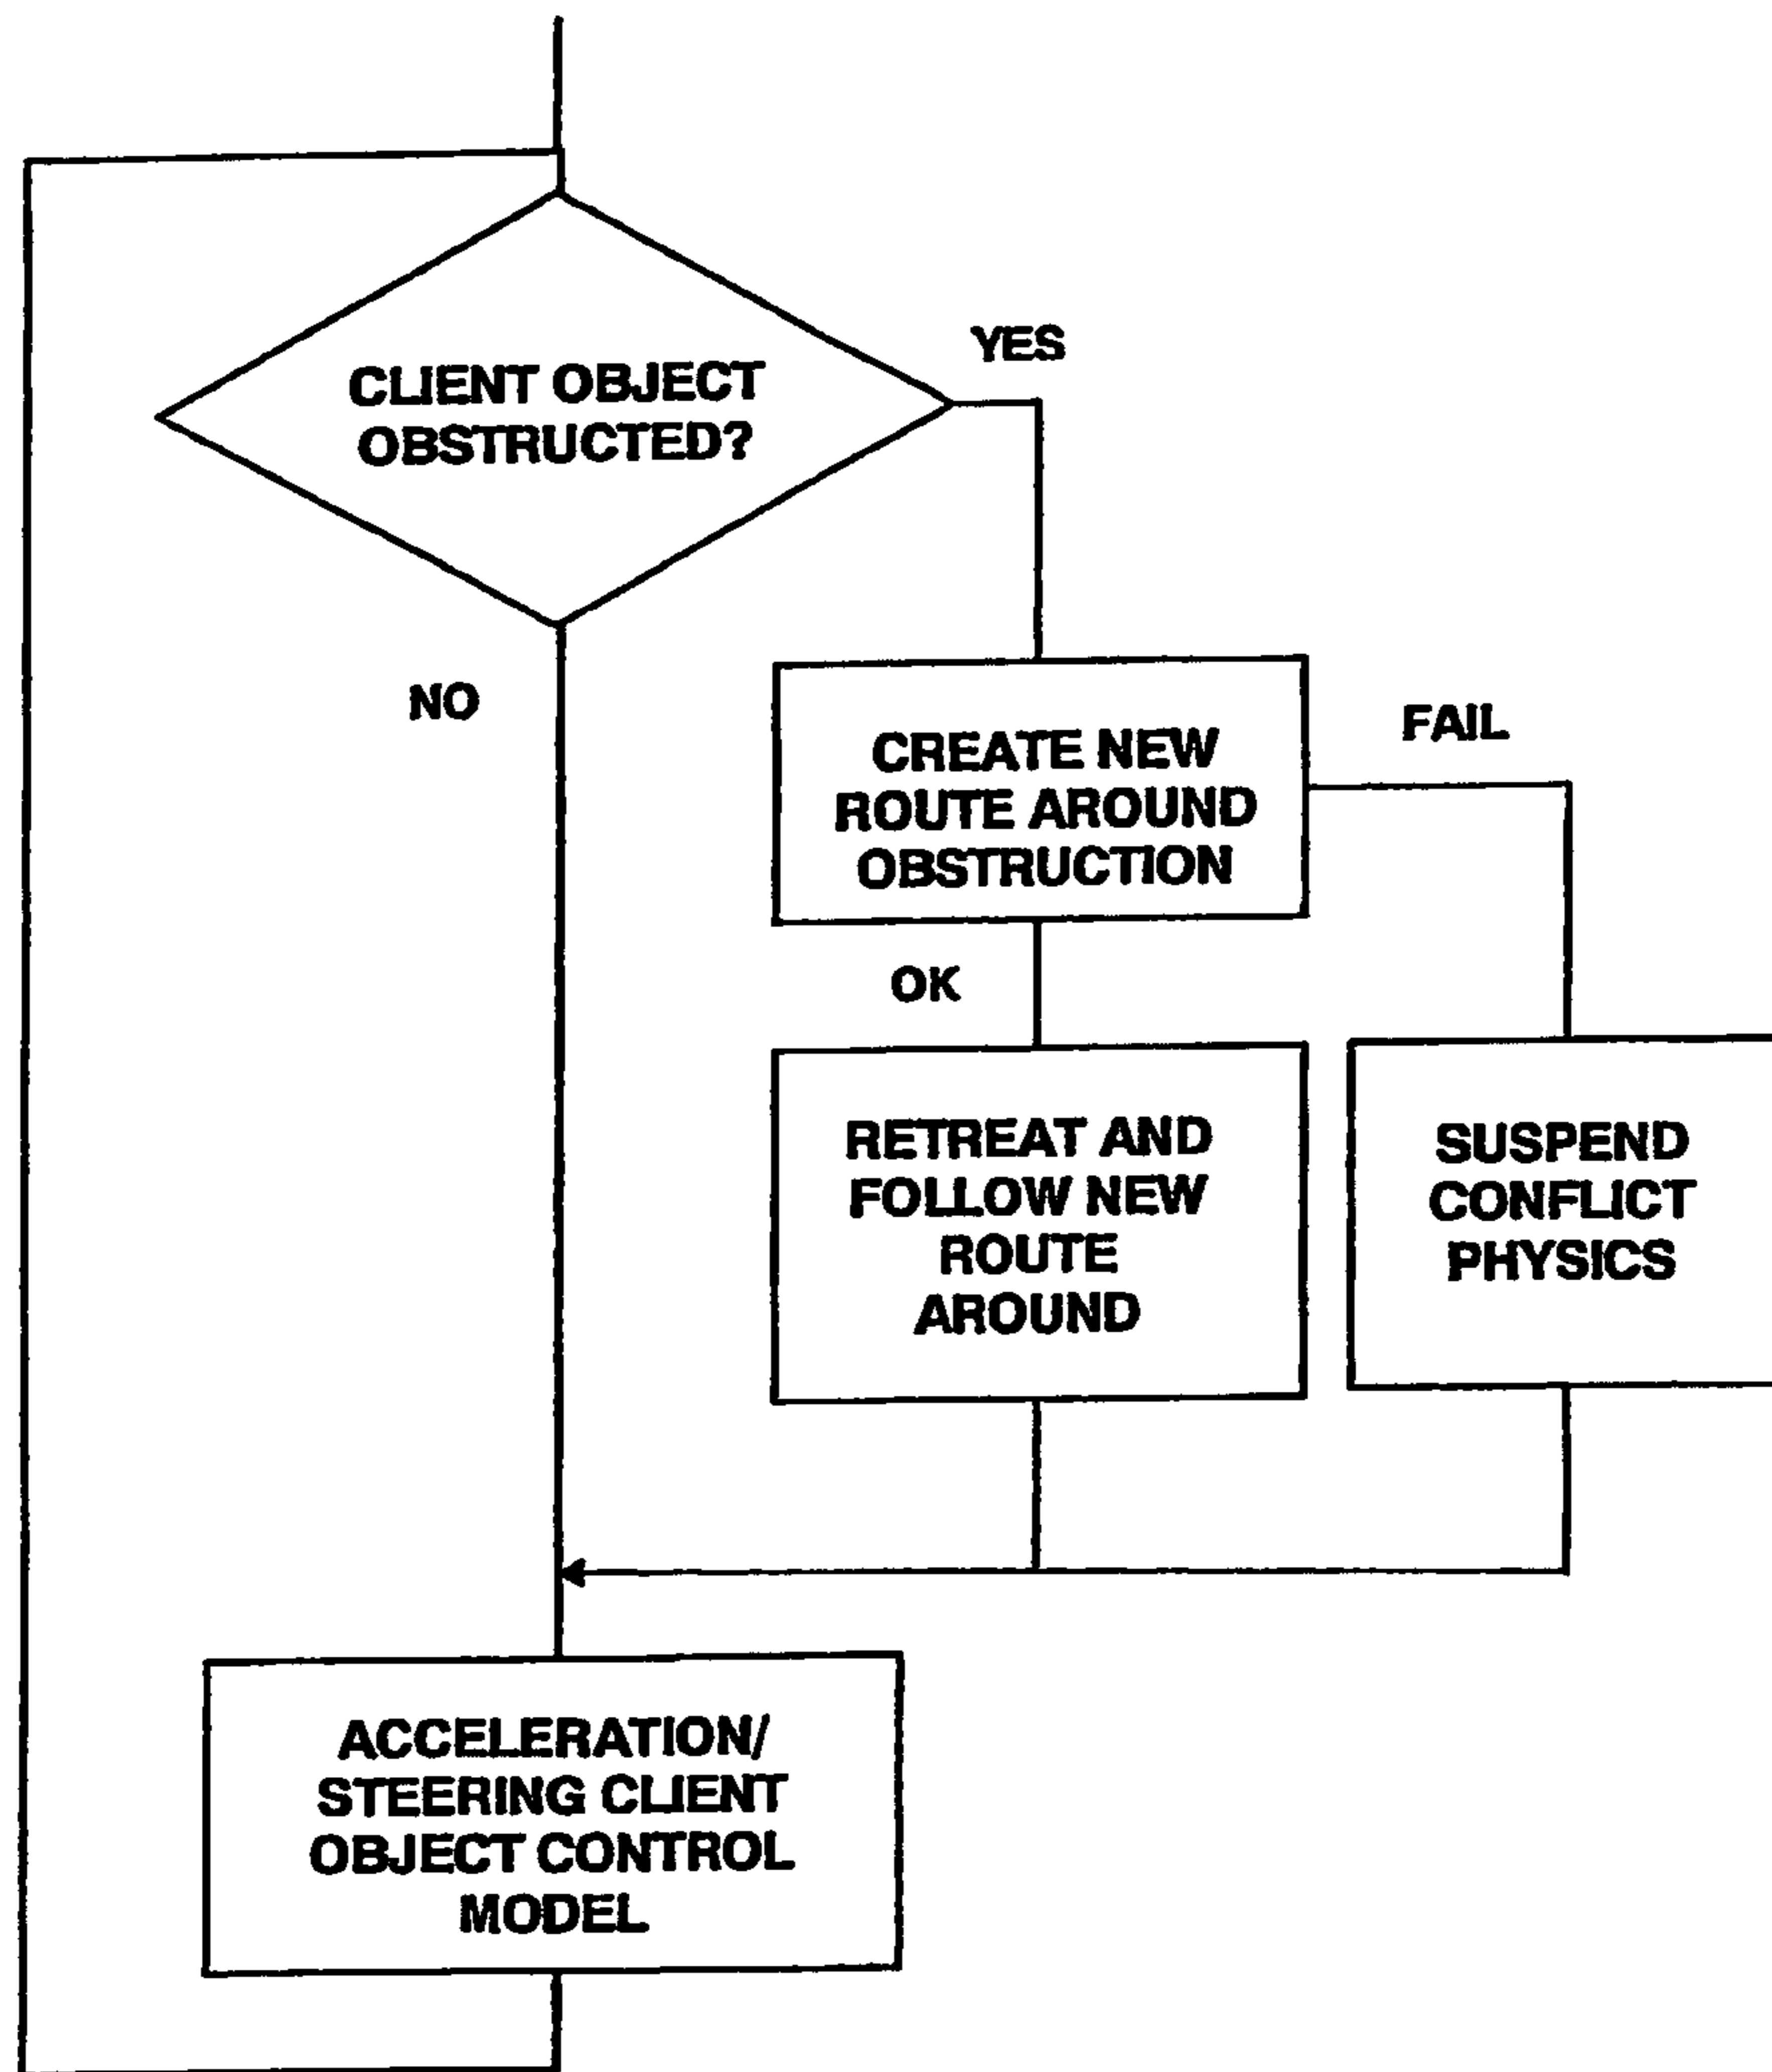 CLIENT OBJECT
OBSTRUCTED?
YES
NO
CREATE NEW
ROUTE AROUND
OBSTRUCTION
FAIL
OK
RETREAT AND
FOLLOW NEW
ROUTE
AROUND
SUSPEND
CONFLICT
PHYSICS
ACCELERATION/
STEERING CLIENT
OBJECT CONTROL
MODEL